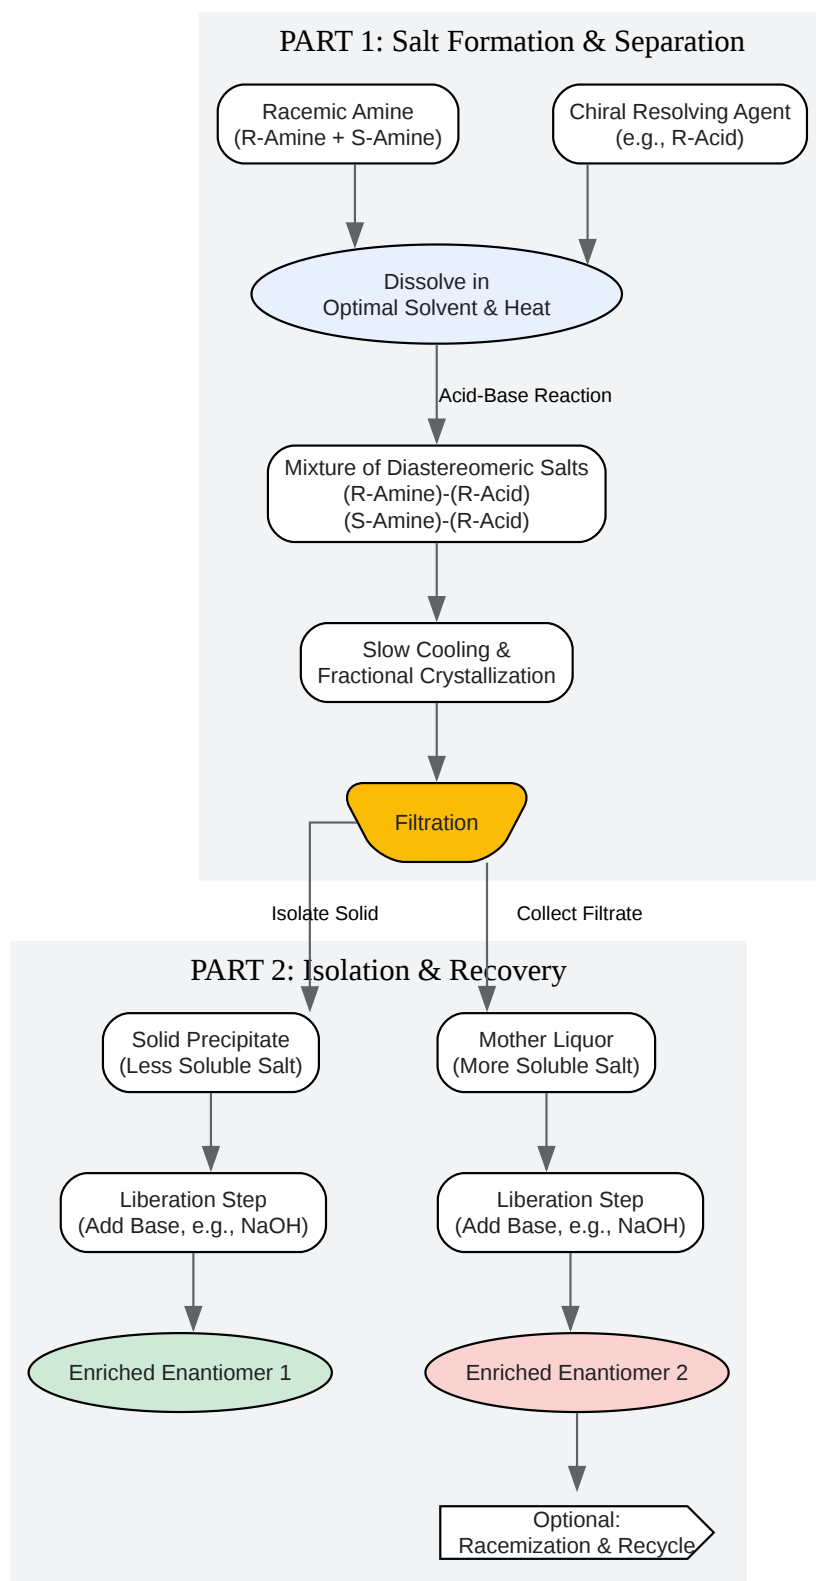 PART 1: Salt Formation & Separation
Racemic Amine
(R-Amine + S-Amine)
Chiral Resolving Agent
(e.g., R-Acid)
Dissolve in
Optimal Solvent & Heat
Acid-Base Reaction
Mixture of Diastereomeric Salts
(R-Amine)-(R-Acid)
(S-Amine)-(R-Acid)
Slow Cooling &
Fractional Crystallization
Filtration
Isolate Solid
Collect Filtrate
PART 2: Isolation & Recovery
Solid Precipitate
(Less Soluble Salt)
Mother Liquor
(More Soluble Salt)
Liberation Step
(Add Base, e.g., NaOH)
Liberation Step
(Add Base, e.g., NaOH)
Enriched Enantiomer 1
Enriched Enantiomer 2
Optional:
Racemization & Recycle